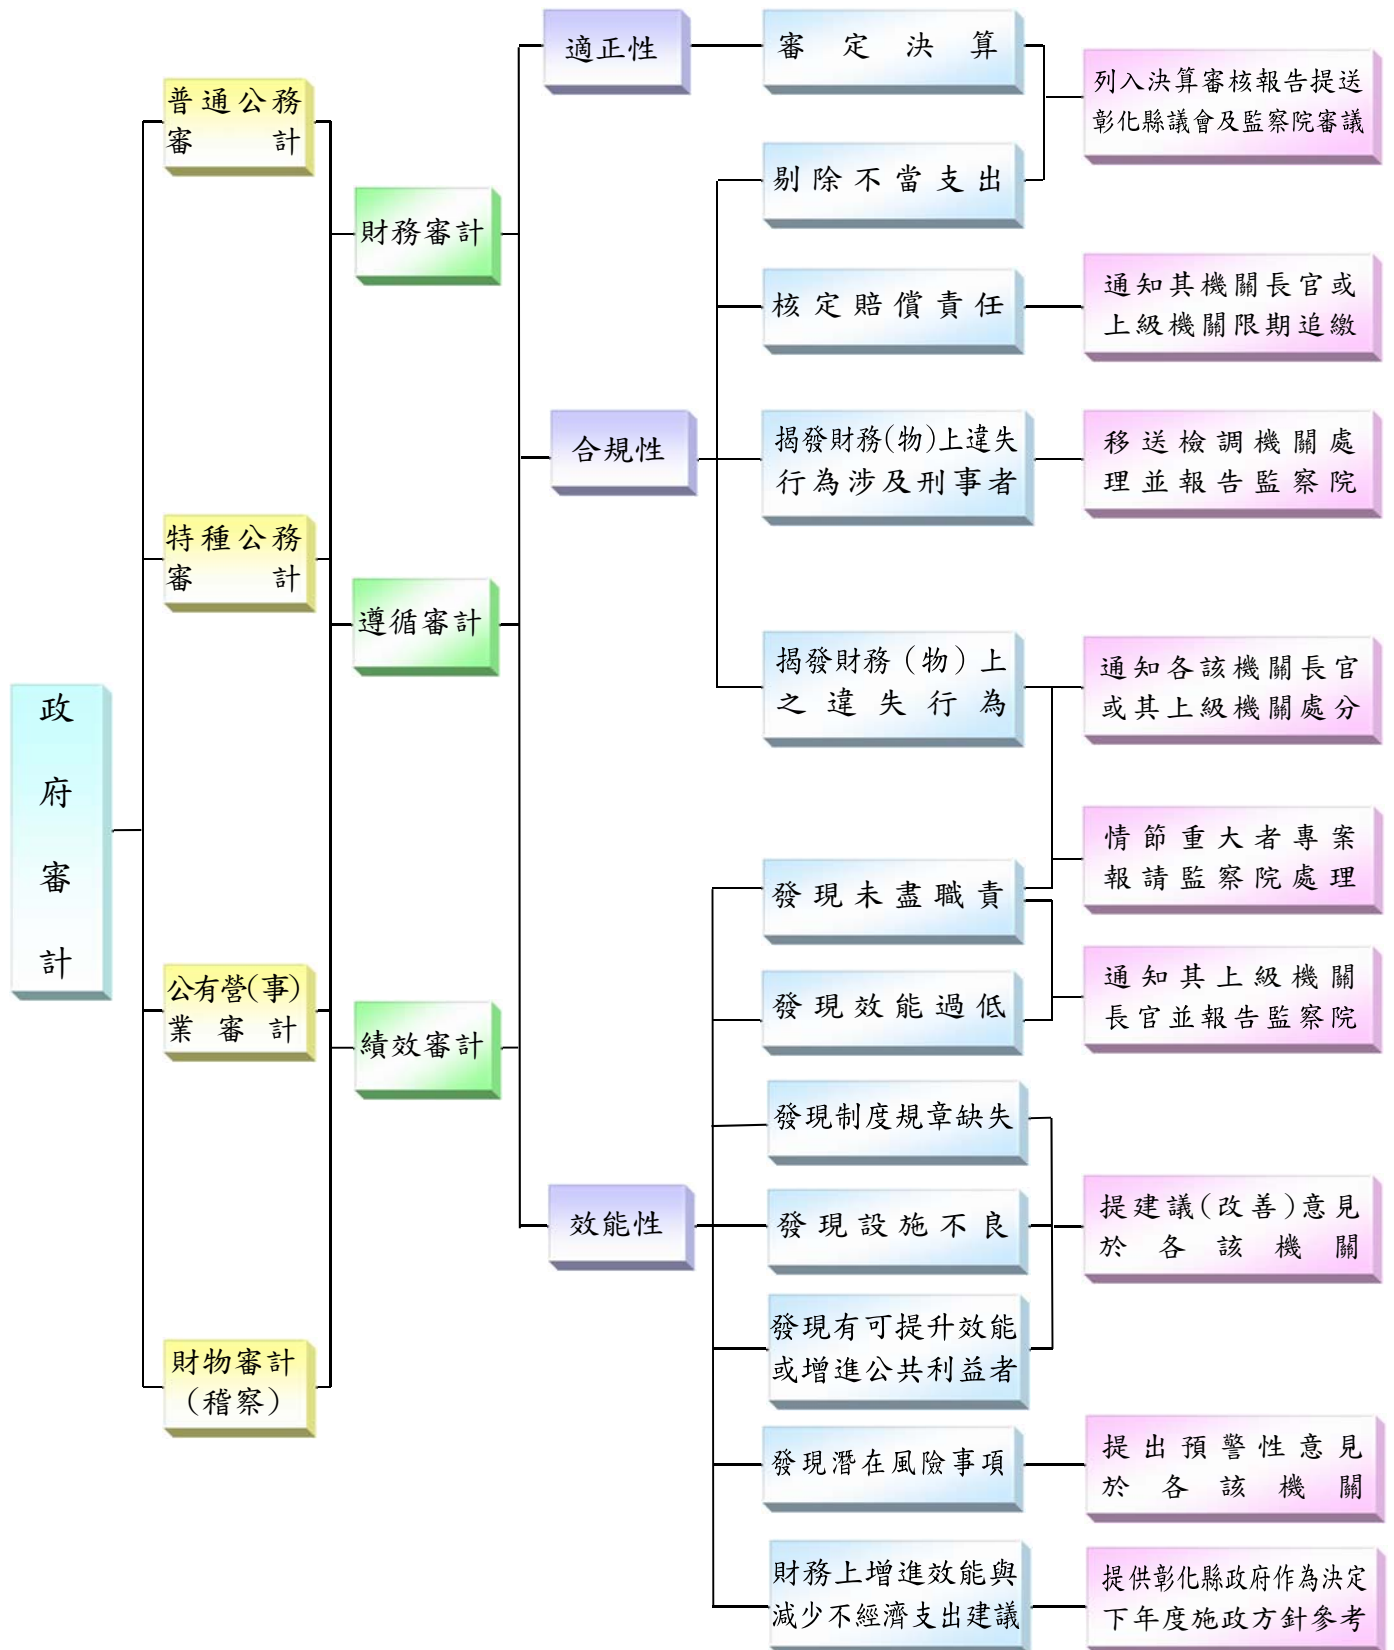 政
府
審
計
普通公務
審計
特種公務
審計
公有營(事)
業審計
財物審計
(稽察)
財務審計
遵循審計
績效審計
適正性
合規性
效能性
審定決算
剔除不當支出
核定賠償責任
揭發財務(物)上違失
行為涉及刑事者
揭發財務(物)上
之違失行為
發現未盡職責
發現效能過低
發現制度規章缺失
發現設施不良
發現有可提升效能
或增進公共利益者
發現潛在風險事項
財務上增進效能與
減少不經濟支出建議
列入決算審核報告提送
彰化縣議會及監察院審議
通知其機關長官或
上級機關限期追繳
移送檢調機關處
理並報告監察院
通知各該機關長官
或其上級機關處分
情節重大者專案
報請監察院處理
通知其上級機關
長官並報告監察院
提建議(改善)意見
於各該機關
提出預警性意見
於各該機關
提供彰化縣政府作為決定
下年度施政方針參考